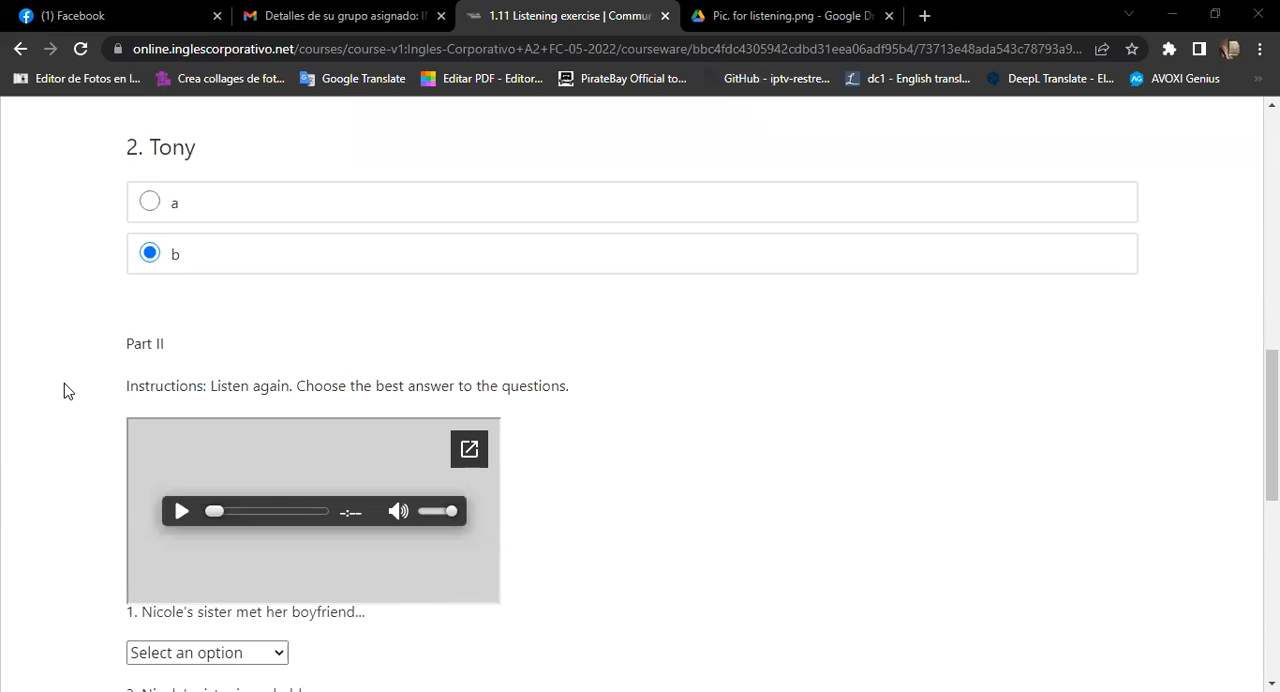 (1) Facebook
Detalles de su grupo asignado: I
1.11 Listening exercise | Commu
Pic. for listening.png - Google D
online.inglescorporativo.net/courses/course-v1:Ingles-Corporativo+A2+FC-05-2022/courseware/bbc4fdc4305942cdbd31eea06adf95b4/73713e48ada543c78793a9...
Editor de Fotos en l...
Crea collages de fot...
Google Translate
Editar PDF - Editor...
PirateBay Official to...
GitHub - iptv-restre...
dc1 - English transl...
DeepL Translate - El...
AVOXI Genius
»
2. Tony
a
b
Part II
Instructions: Listen again. Choose the best answer to the questions.
-:--
1. Nicole's sister met her boyfriend...
Select an option